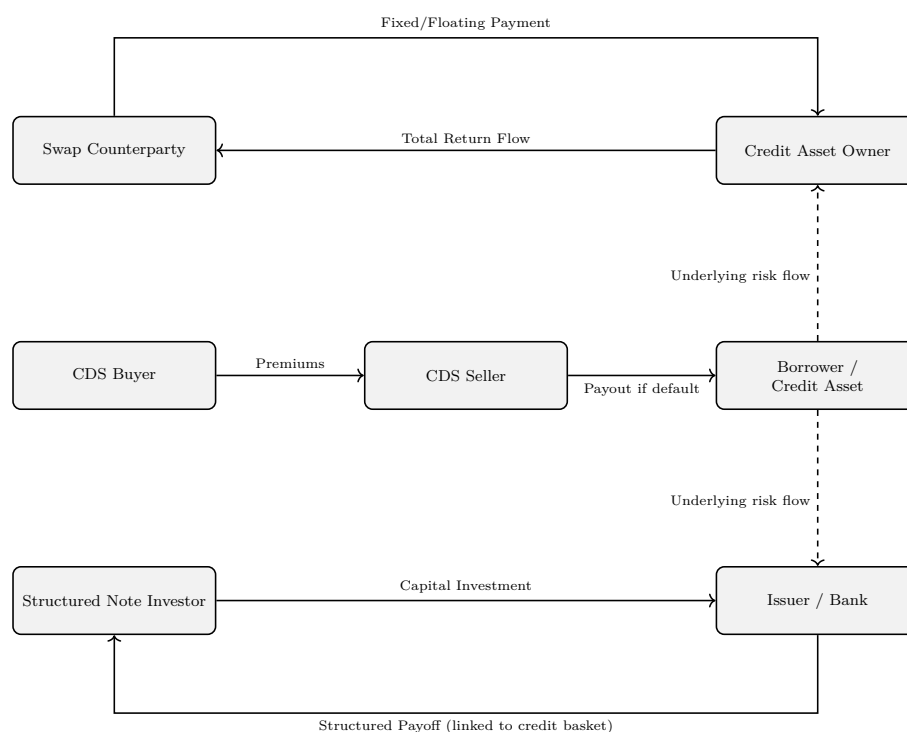 Fixed/Floating Payment
Swap Counterparty
Total Return Flow
Credit Asset Owner
Underlying risk flow
CDS Buyer
Premiums
CDS Seller
Payout if default
Borrower /
Credit Asset
Underlying risk flow
Structured Note Investor
Capital Investment
Issuer / Bank
Structured Payoff (linked to credit basket)